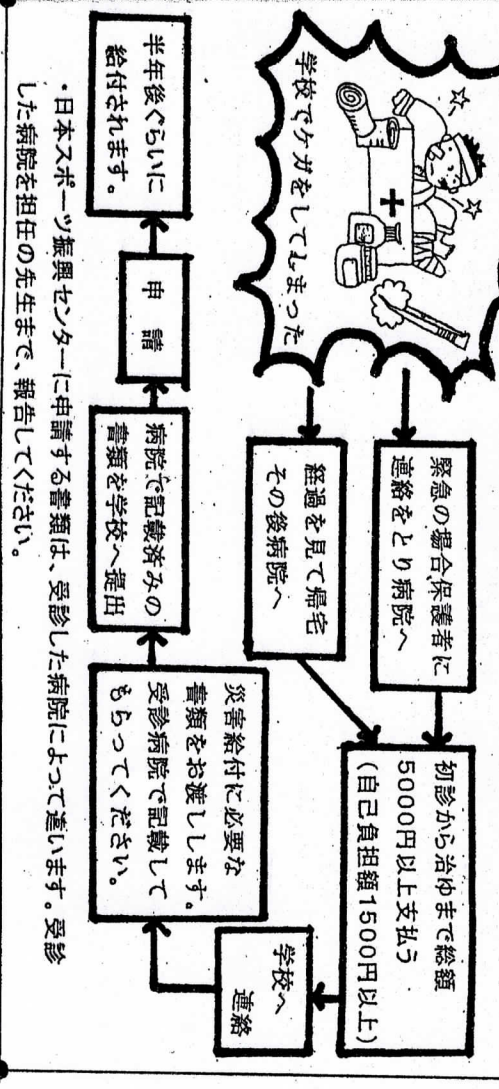 学校でケガをしてしまった
緊急の場合、保護者に
連絡をとり病院へ
経過を見て帰宅
その後病院へ
初診から治ゆまで総額
5000円以上支払う
(自己負担額1500円以上)
学校へ
連絡
災害給付に必要な
書類をお渡しします。
受診病院で記載して
もらってください。
病院で記載済みの
書類を学校へ提出
申請
半年後ぐらいに
給付されます。
・日本スポーツ振興センターに申請する書類は、受診した病院によって違います。受診
した病院を担任の先生まで、報告してください。